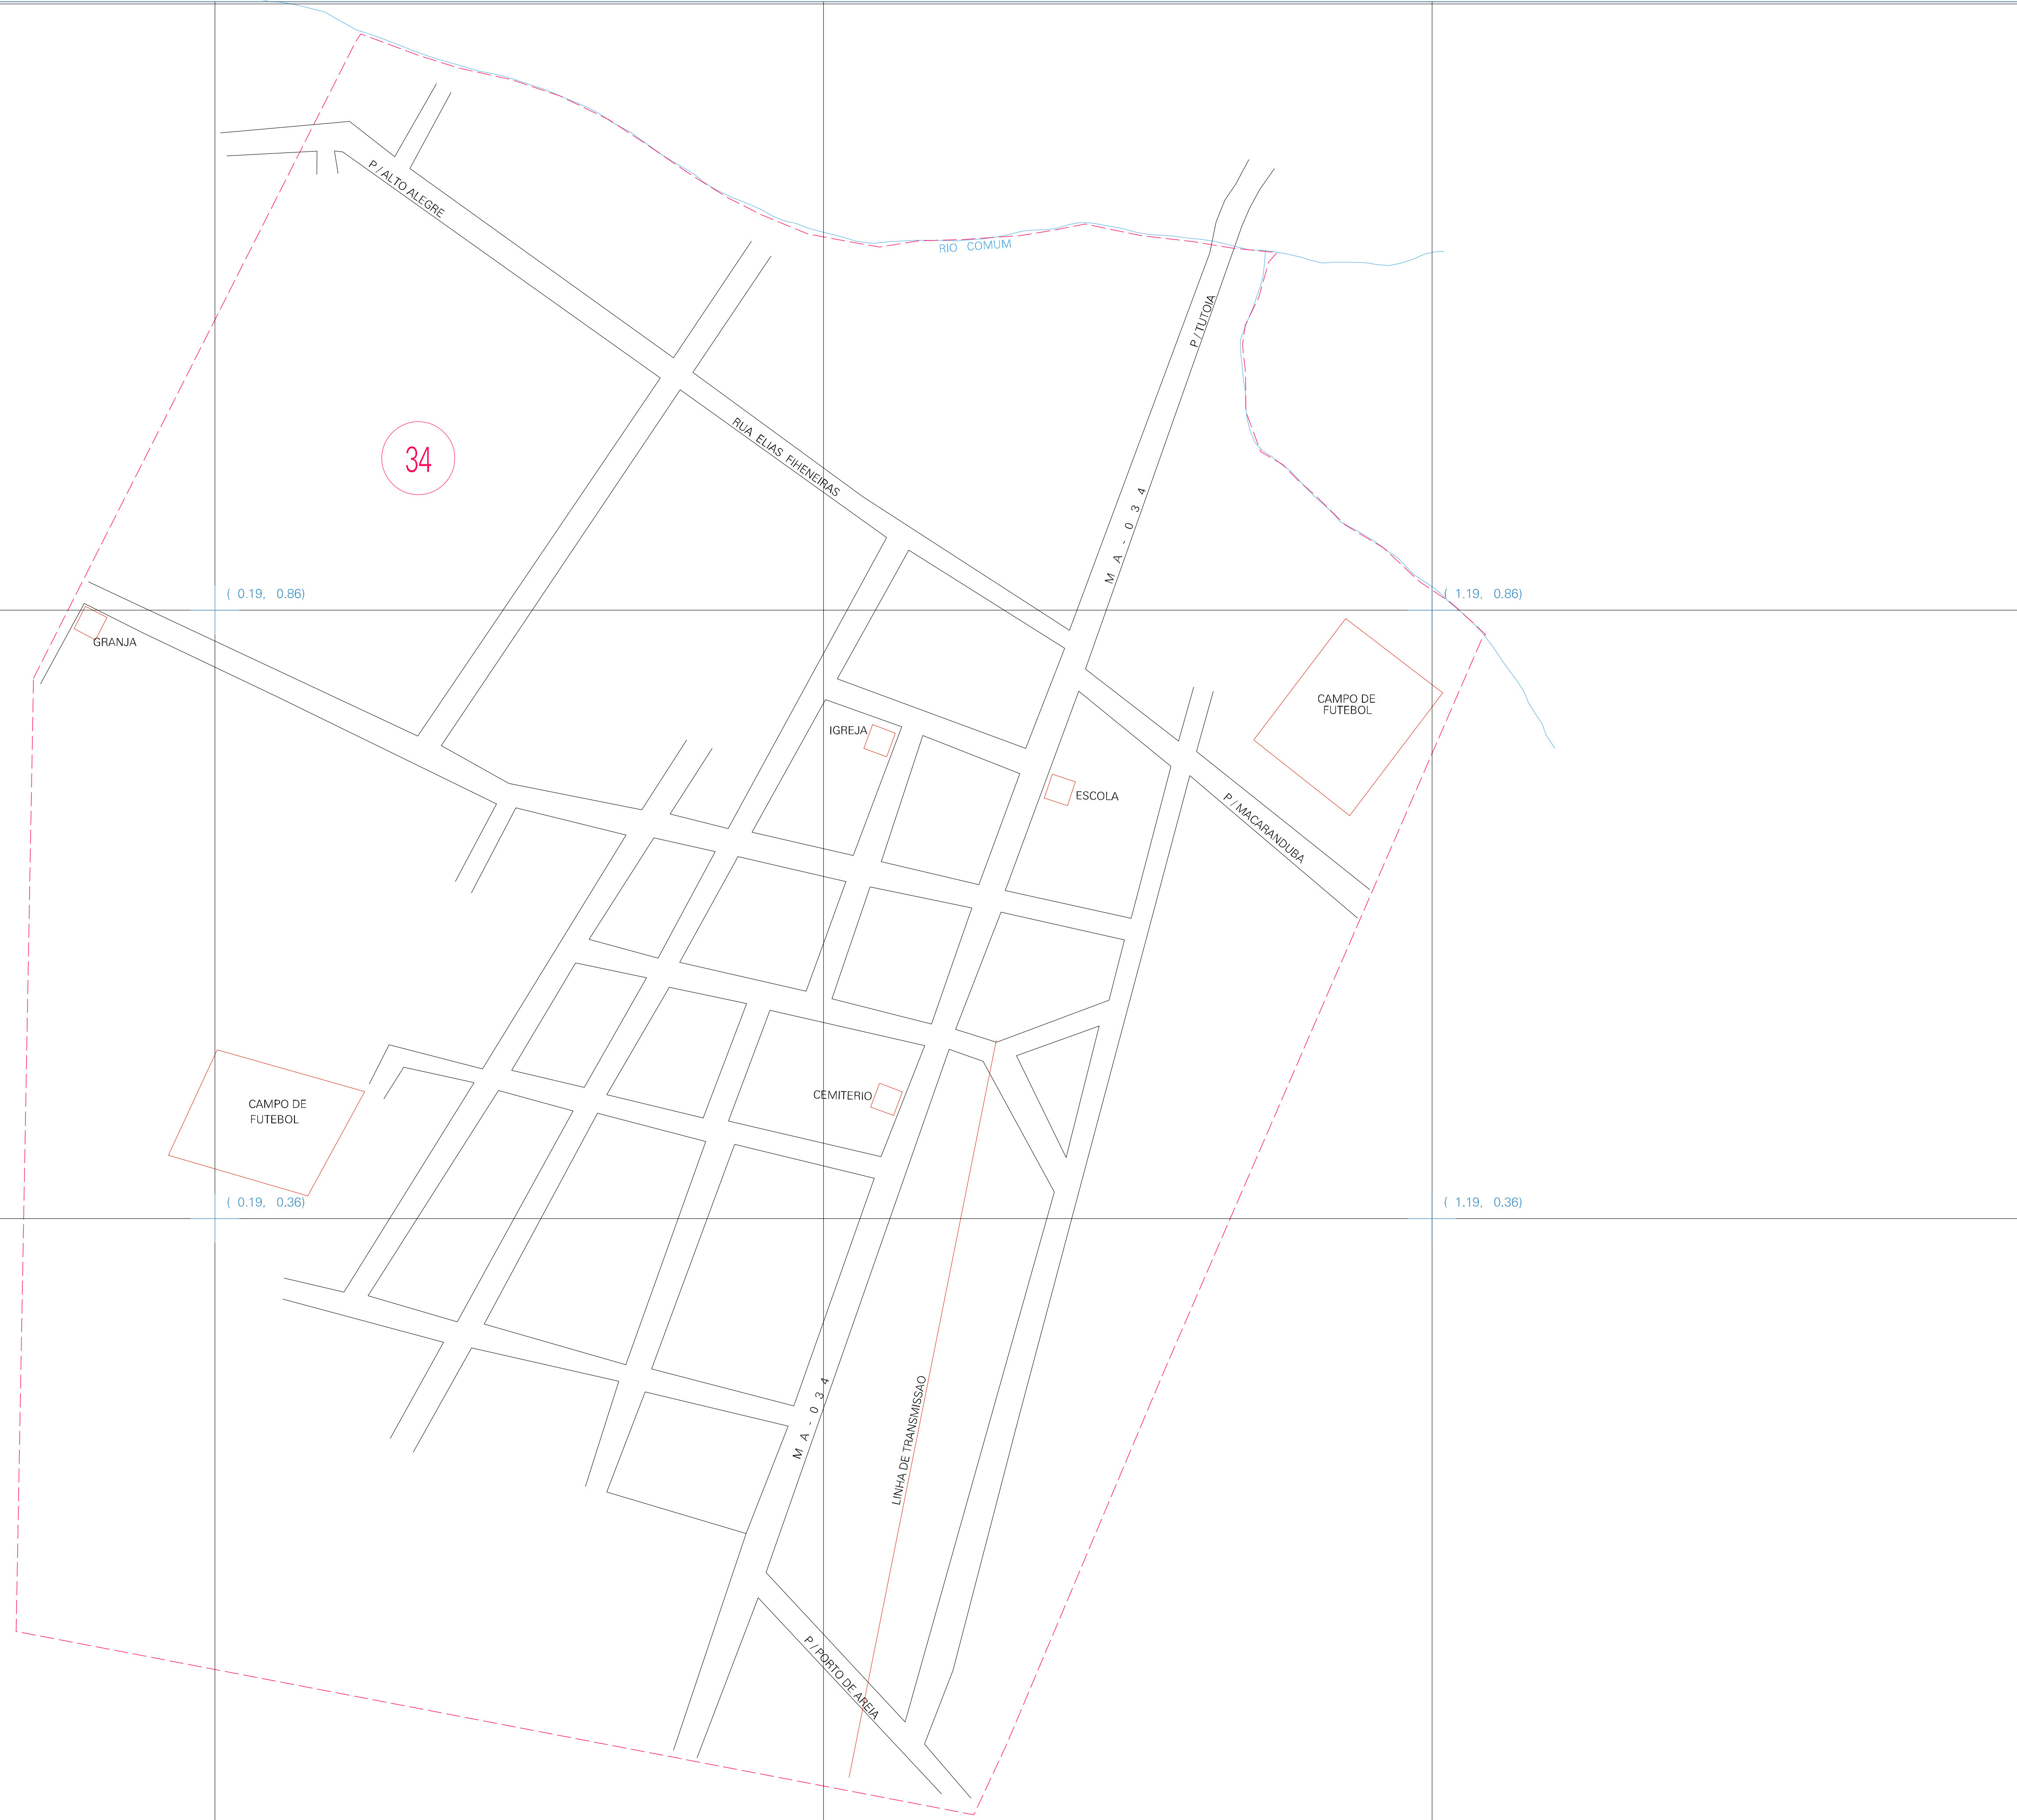 P / ALTO ALEGRE
RIO COMUM
P / TUTOIA
RUA ELIAS FIHENEIRAS
34
M A - 0 3 4
( 0.19, 0.86)
( 1.19, 0.86)
GRANJA
CAMPO DE
FUTEBOL
IGREJA
ESCOLA
P / MACARANDUBA
CEMITERIO
CAMPO DE
FUTEBOL
( 0.19, 0.36)
( 1.19, 0.36)
M A - 0 3 4
LINHA DE TRANSMISSAO
P / PORTO DE AREIA